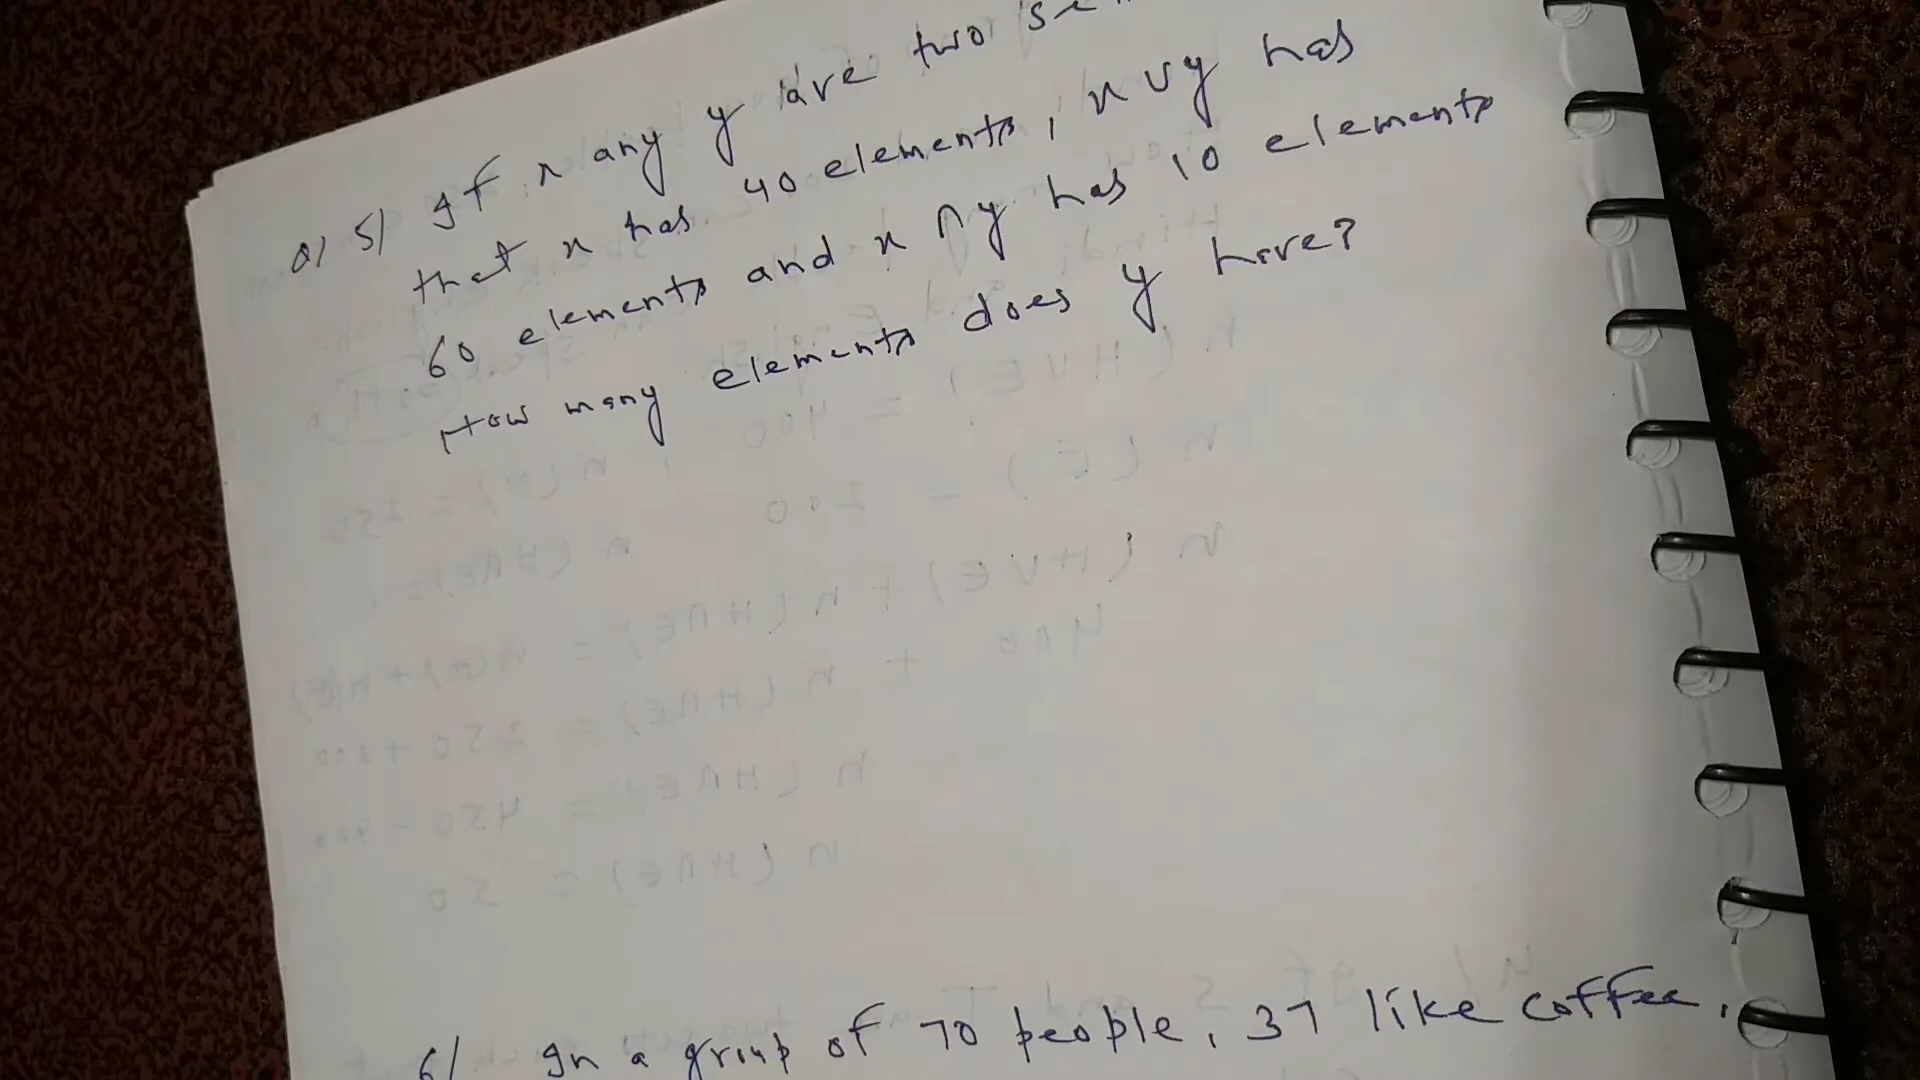 Q/ 5/ If x any y are two
that x has 40 elements, x ∪ y has
60 elements and x ∩ y has 10 elements
How many elements does y have?
6/ In a group of 70 people, 37 like coffee,